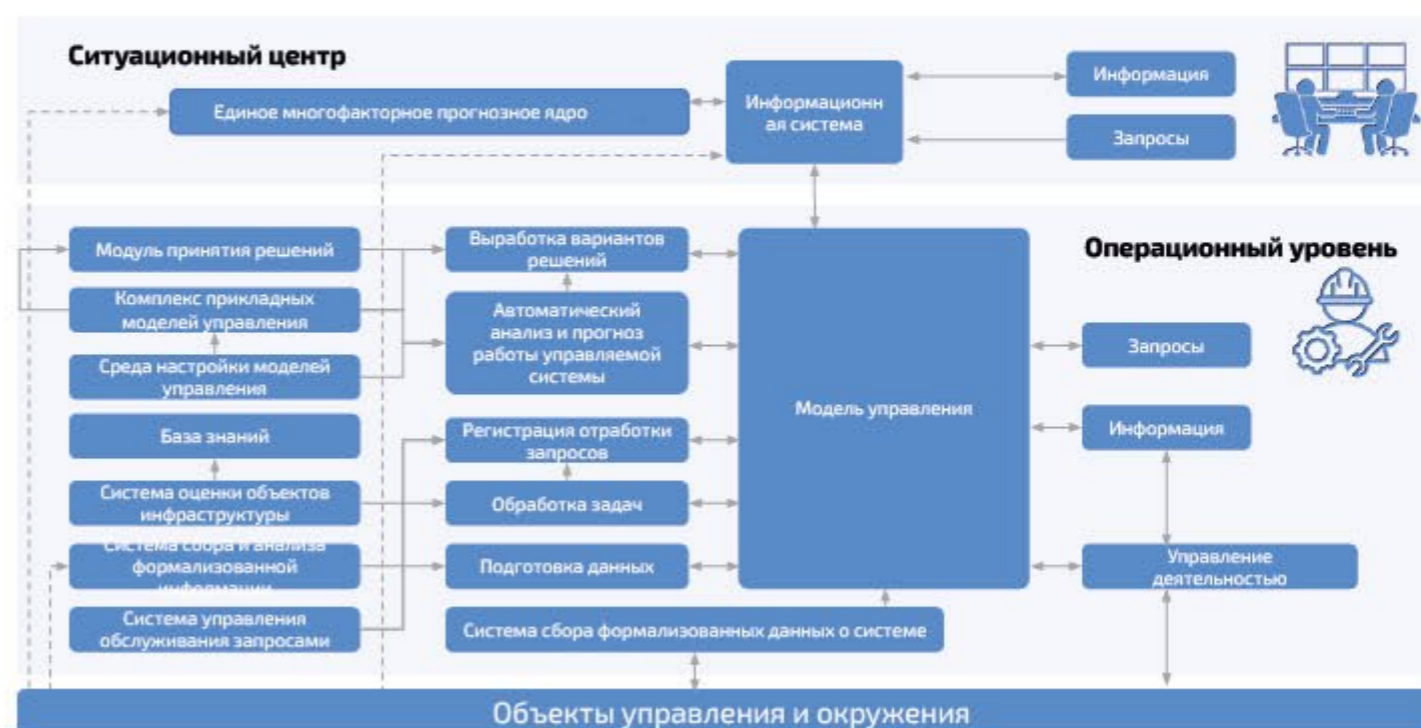 Ситуационный центр
Единое многофакторное прогнозное ядро
Информационн
ая система
Информация
Запросы
Операционный уровень
Модуль принятия решений
Комплекс прикладных
моделей управления
Среда настройки моделей
управления
База знаний
Система оценки объектов
инфраструктуры
Система сбора и анализа
формализованной
информации
Система управления
обслуживания запросами
Выработка вариантов
решений
Автоматический
анализ и прогноз
работы управляемой
системы
Регистрация отработки
запросов
Обработка задач
Подготовка данных
Система сбора формализованных данных о системе
Модель управления
Запросы
Информация
Управление
деятельностью
Объекты управления и окружения